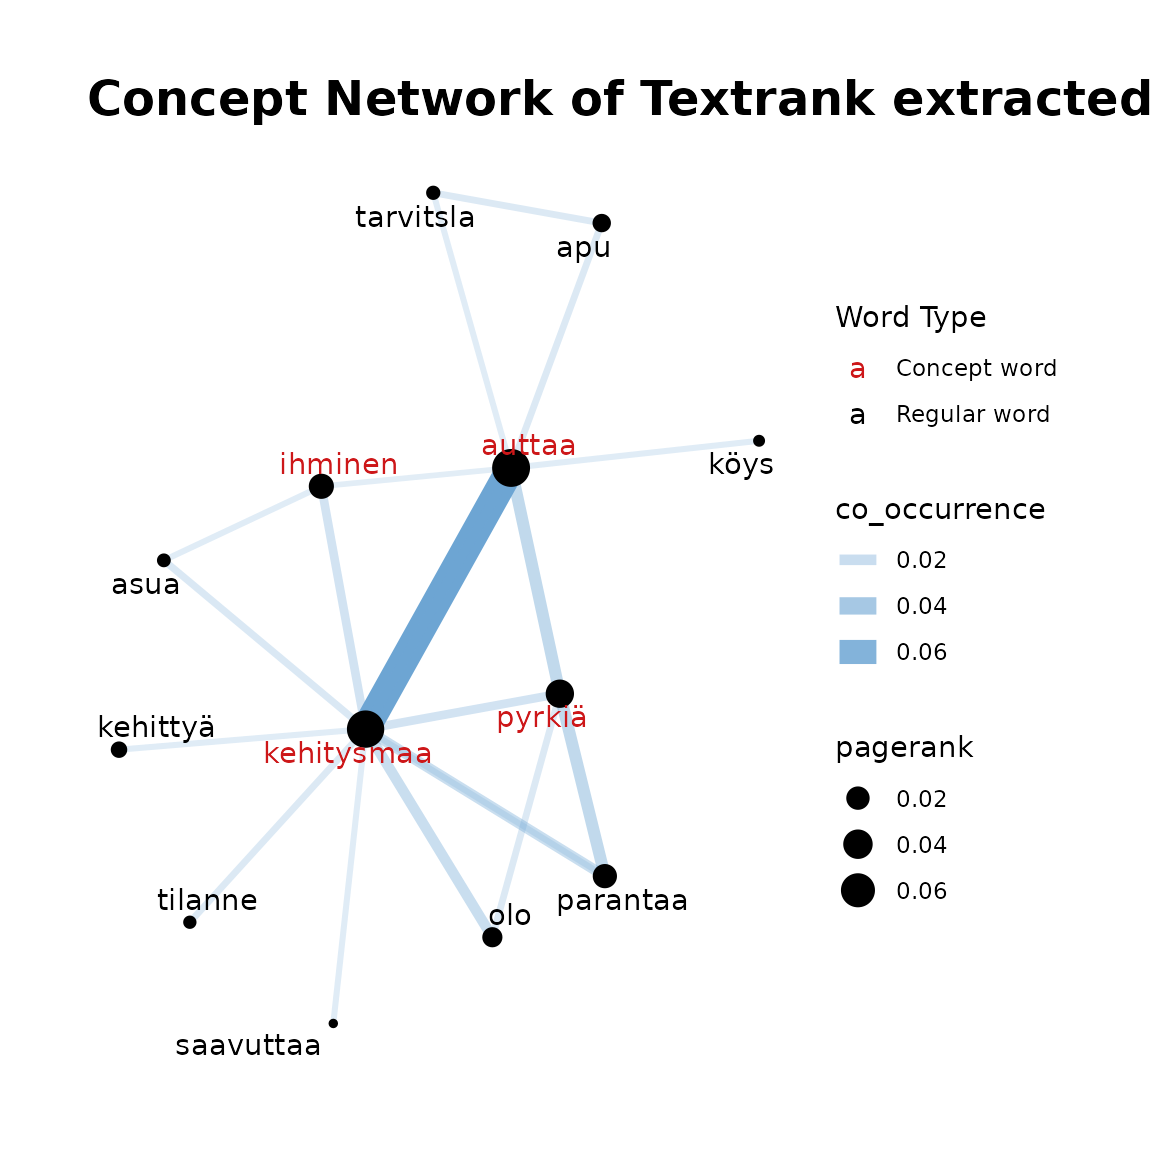 Concept Network of Textrank extracted
tarvitsla
apu
auttaa
köys
ihminen
asua
pyrkiä
kehittyä
kehitysmaa
tilanne
olo
parantaa
saavuttaa
Word Type
a Concept word
a Regular word
co_occurrence
0.02
0.04
0.06
pagerank
0.02
0.04
0.06